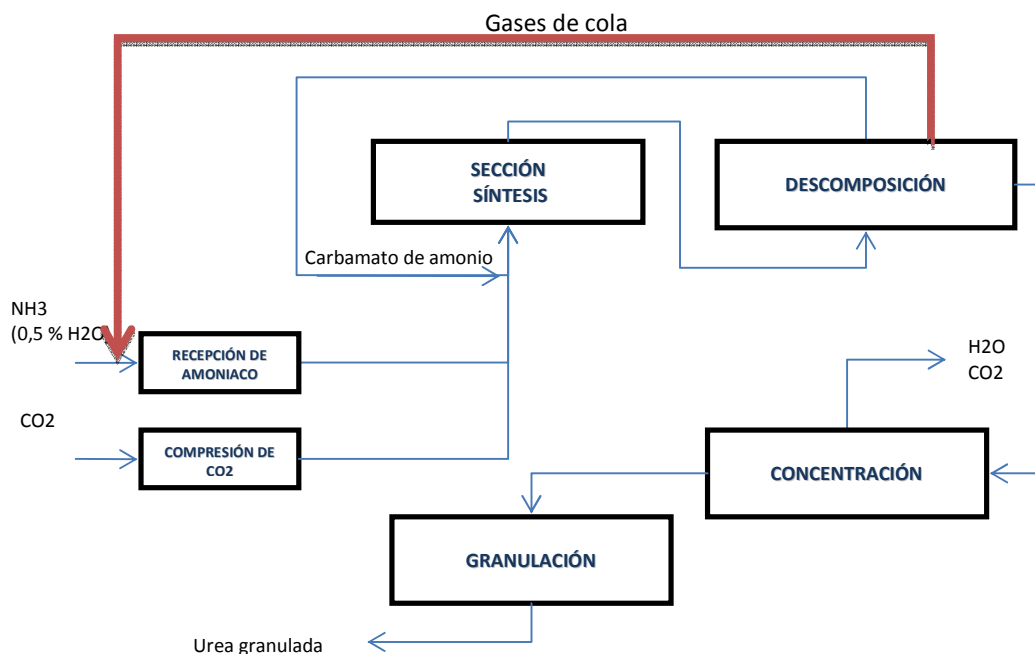 Gases de cola
SECCIÓN
SÍNTESIS
DESCOMPOSICIÓN
Carbamato de amonio
NH3
(0,5 % H2O
RECEPCIÓN DE
AMONIACO
H2O
CO2
CO2
COMPRESIÓN DE
CO2
CONCENTRACIÓN
GRANULACIÓN
Urea granulada